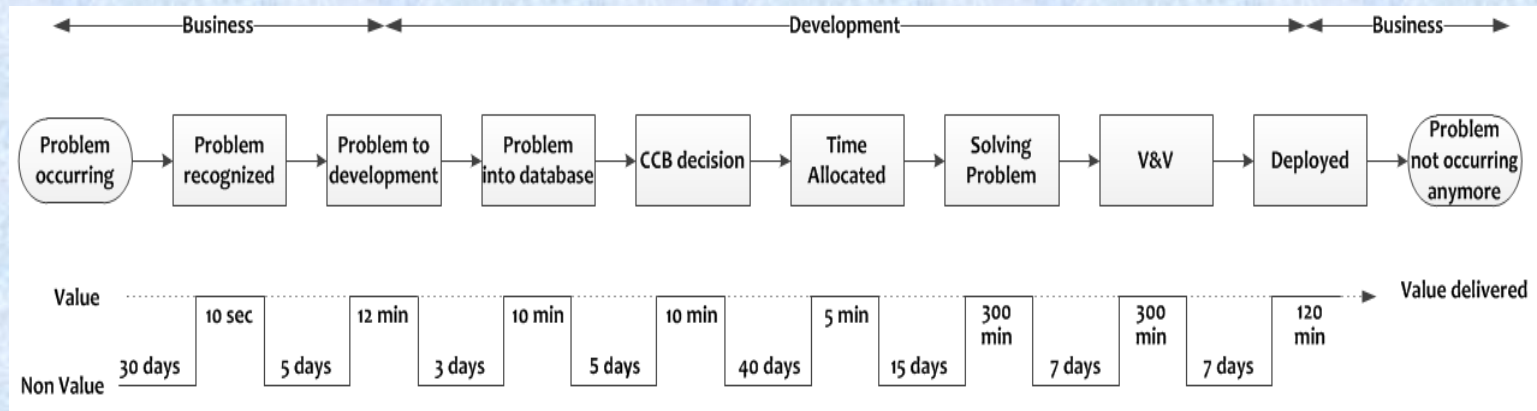 Business
Development
Business
Problem
occurring
Problem
recognized
Problem to
development
Problem
into database
CCB decision
Time
Allocated
Solving
Problem
V&V
Deployed
Problem
not occurring
anymore
Value
10 sec
12 min
10 min
10 min
5 min
300
min
300
min
120
min
Value delivered
Non Value
30 days
5 days
3 days
5 days
40 days
15 days
7 days
7 days